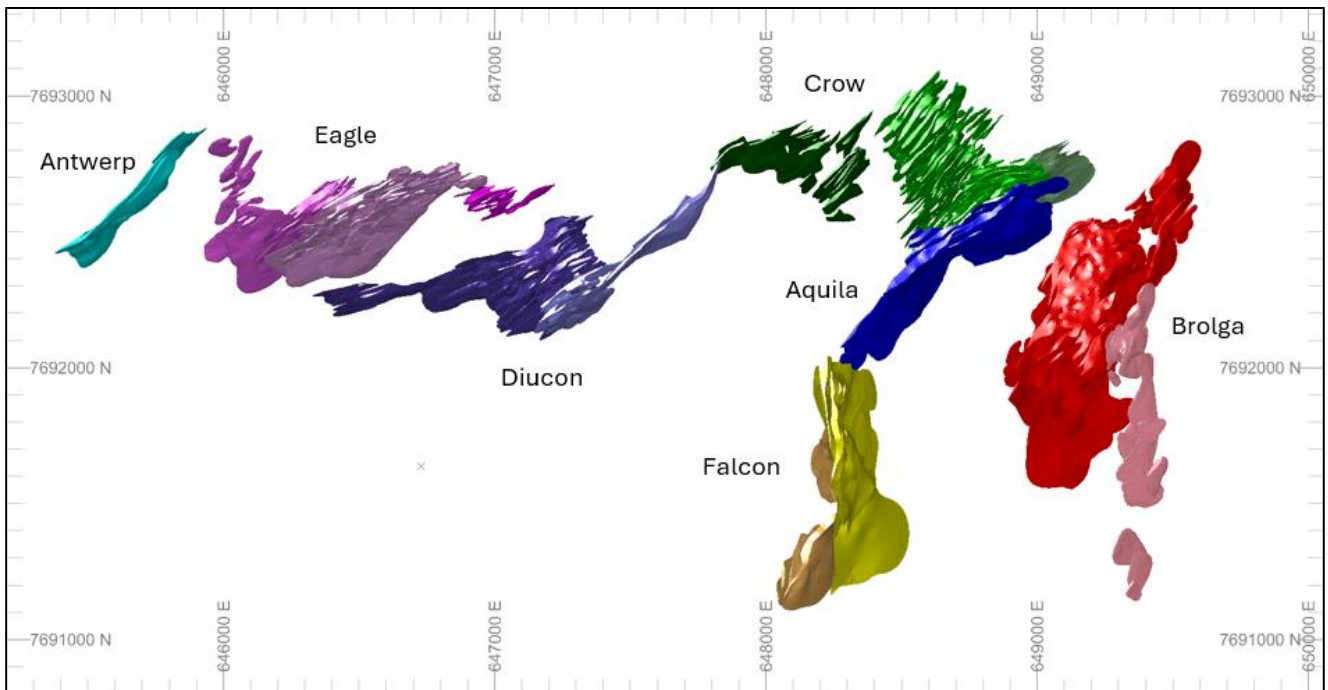 646000 E
647000 E
648000 E
649000 E
650000 E
7693000 N
7693000 N
Crow
Eagle
Antwerp
Aquila
Brolga
7692000 N
7692000 N
Diucon
Falcon
7691000 N
7691000 N
646000 E
647000 E
648000 E
649000 E
650000 E